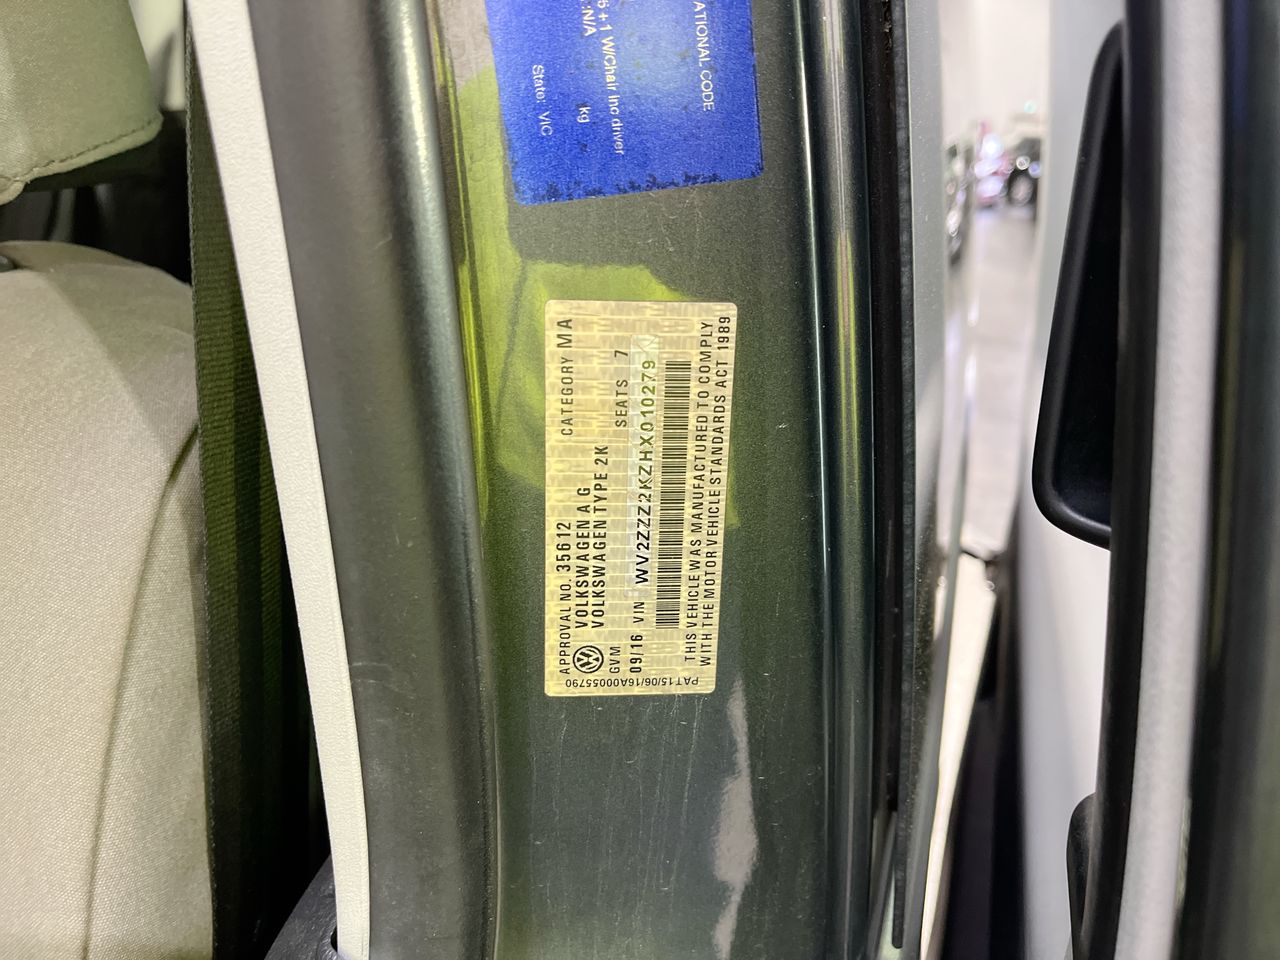 ATIONAL CODE
6 + 1 W/Chair inc driver
:N/A kg
State: VIC
APPROVAL NO. 35612 CATEGORY MA
VOLKSWAGEN AG
VOLKSWAGEN TYPE 2K
GVM SEATS 7
09/16 VIN WV2ZZZ2KZHX010279
THIS VEHICLE WAS MANUFACTURED TO COMPLY
WITH THE MOTOR VEHICLE STANDARDS ACT 1989
PAT15/06/16A00055790